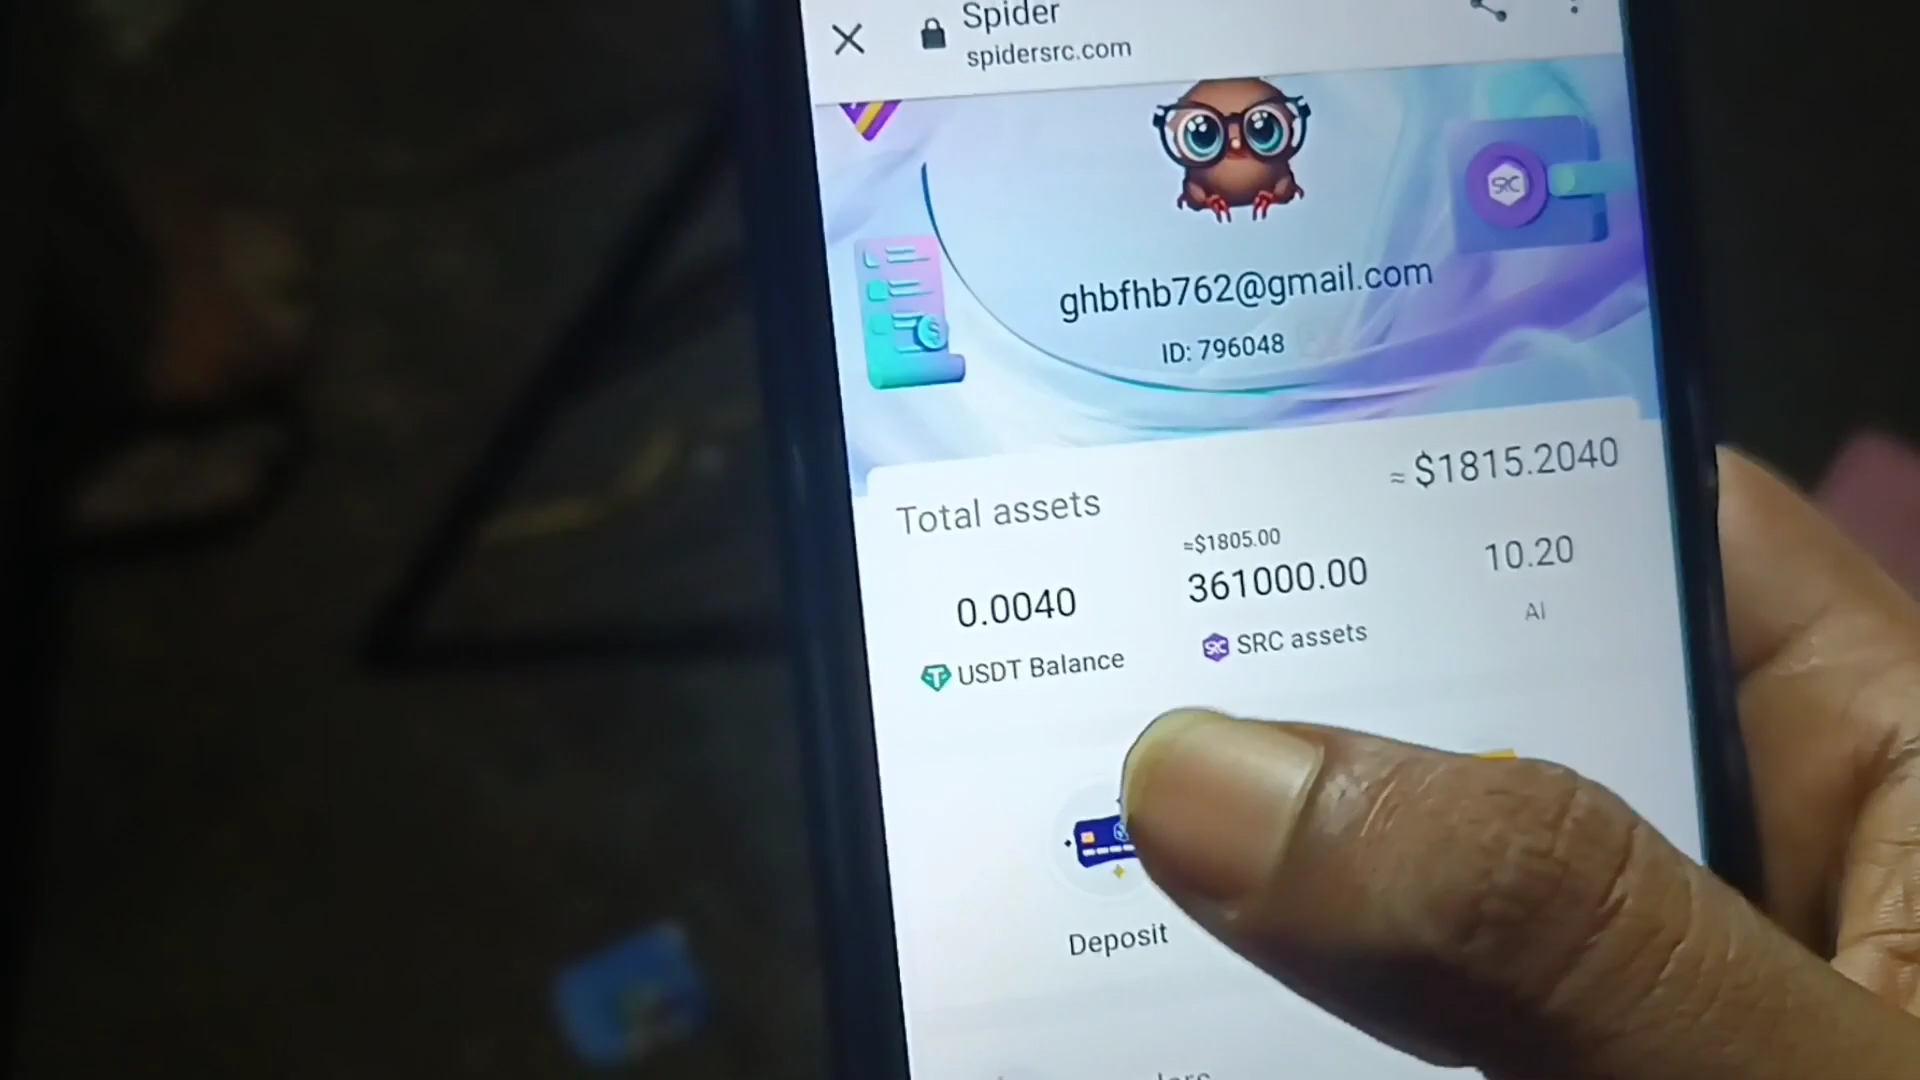 Spider
spidersrc.com
SRC
ghbfhb762@gmail.com
ID: 796048
Total assets
≈ $1815.2040
≈$1805.00
0.0040
361000.00
10.20
USDT Balance
SRC SRC assets
AI
Deposit